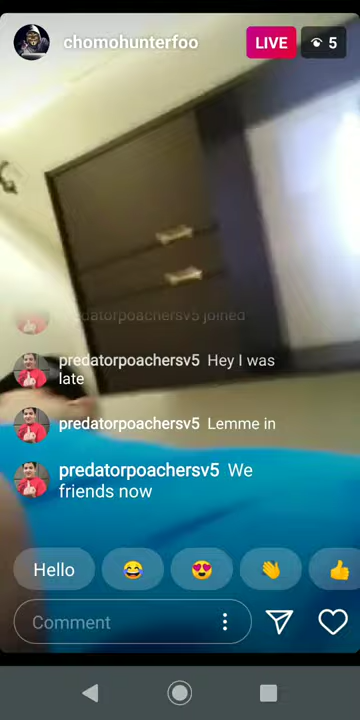 chomohunterfoo
LIVE
5
predatorpoachersv5 joined
predatorpoachersv5 Hey I was
late
predatorpoachersv5 Lemme in
predatorpoachersv5 We
friends now
Hello
Comment